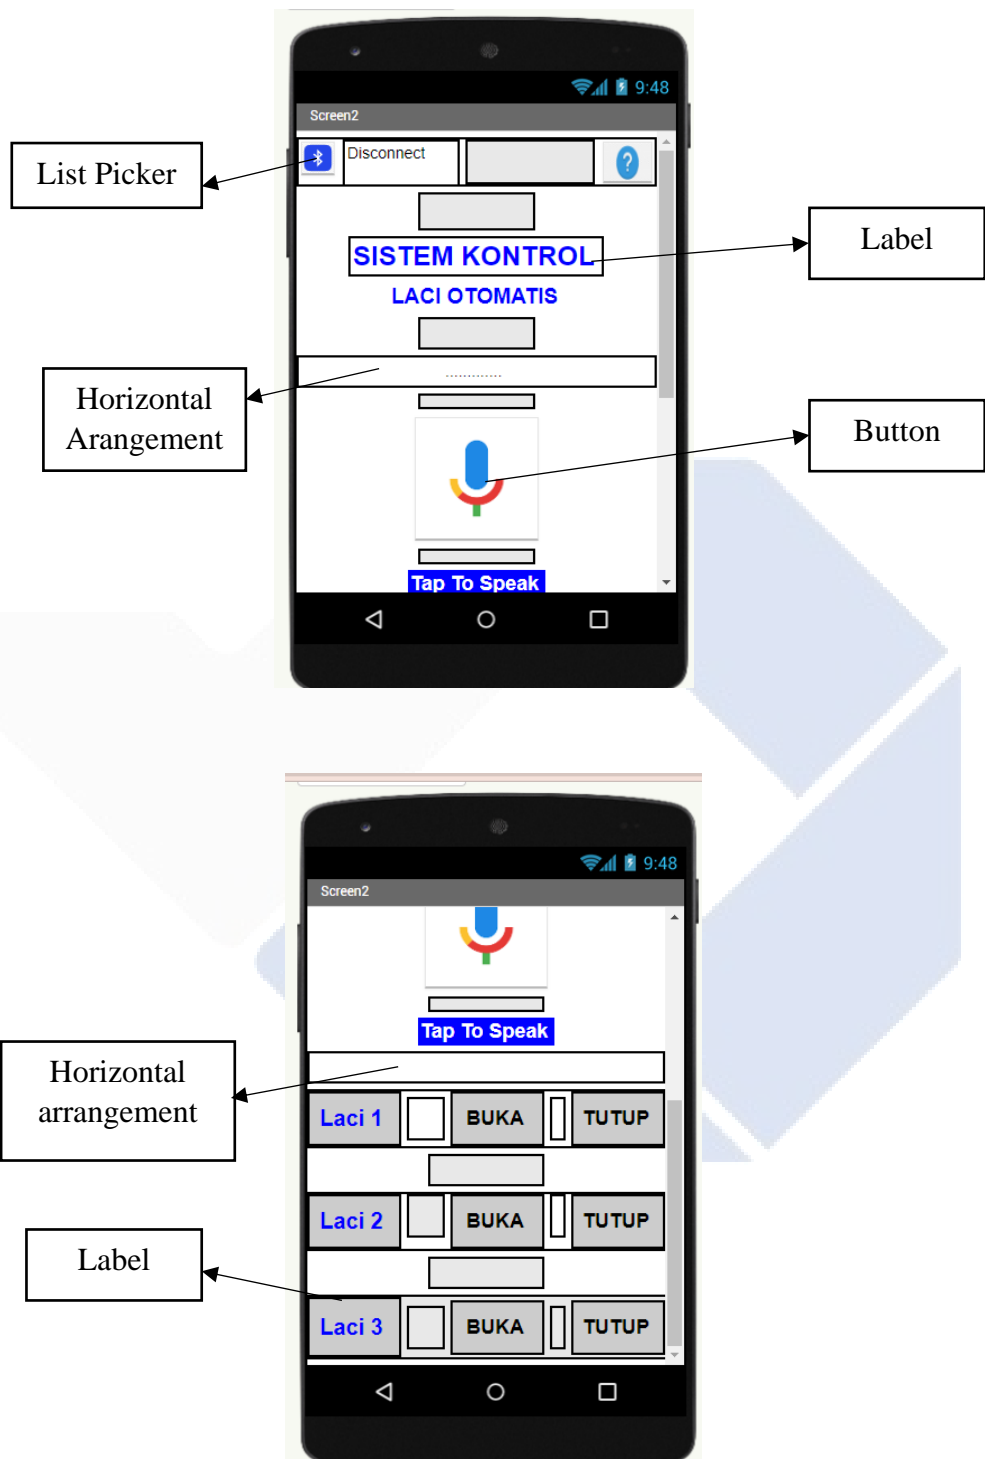 9:48
Screen2
List Picker
Disconnect
?
SISTEM KONTROL
Label
LACI OTOMATIS
Horizontal
Arangement
.............
Button
Tap To Speak
9:48
Screen2
Tap To Speak
Horizontal
arrangement
Laci 1 BUKA TUTUP
Laci 2 BUKA TUTUP
Label
Laci 3 BUKA TUTUP